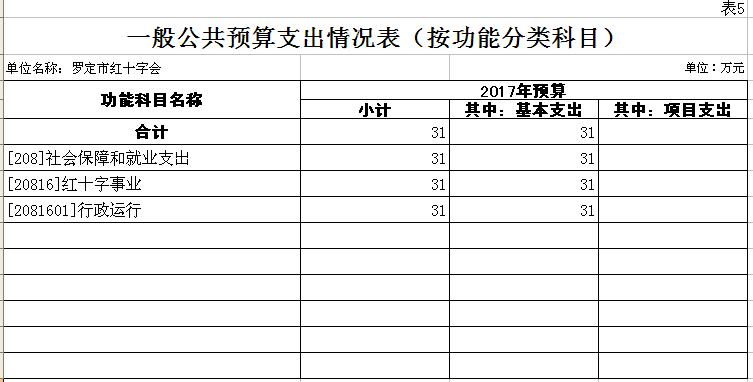 表5
一般公共预算支出情况表（按功能分类科目）
单位名称：罗定市红十字会 单位：万元
功能科目名称 2017年预算
小计 其中：基本支出 其中：项目支出
合计 31 31
[208]社会保障和就业支出 31 31
[20816]红十字事业 31 31
[2081601]行政运行 31 31